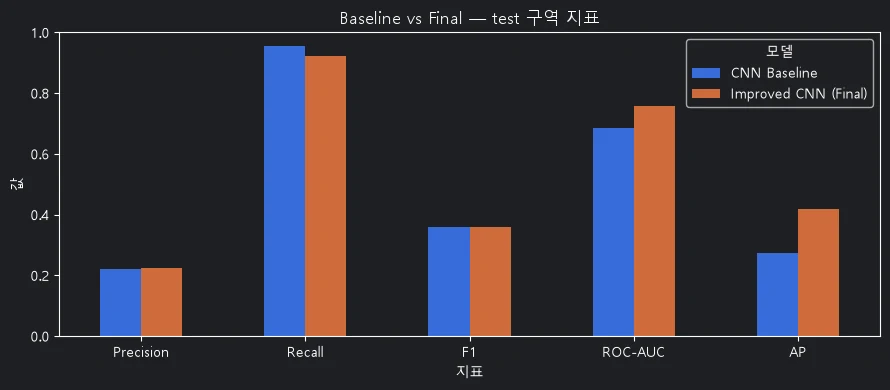 Baseline vs Final — test 구역 지표
모델
CNN Baseline
Improved CNN (Final)
값
1.0
0.8
0.6
0.4
0.2
0.0
Precision Recall F1 ROC-AUC AP
지표